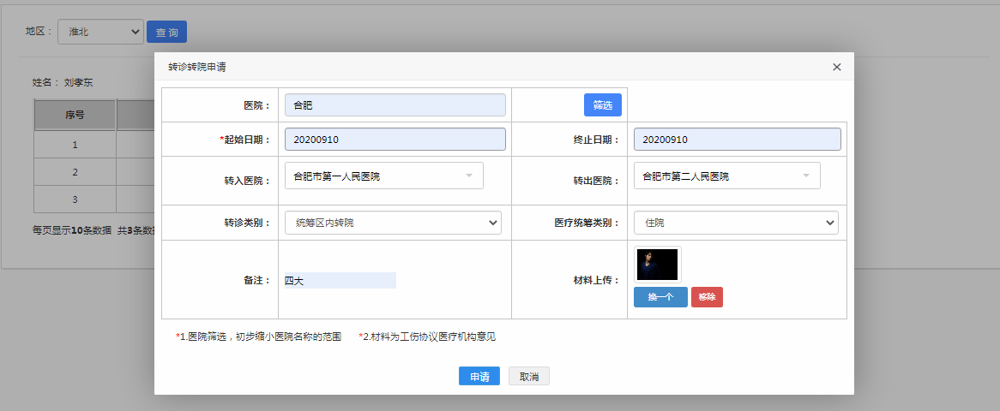 地区： 淮北 查 询
转诊转院申请 ×
姓名： 刘孝东
序号
1
2
3
每页显示10条数据 共3条数
医院： 合肥 筛选
*起始日期： 20200910 终止日期： 20200910
转入医院： 合肥市第一人民医院 转出医院： 合肥市第二人民医院
转诊类别： 统筹区内转院 医疗统筹类别： 住院
备注： 四大 材料上传：
换一个 移除
*1.医院筛选，初步缩小医院名称的范围 *2.材料为工伤协议医疗机构意见
申请 取消